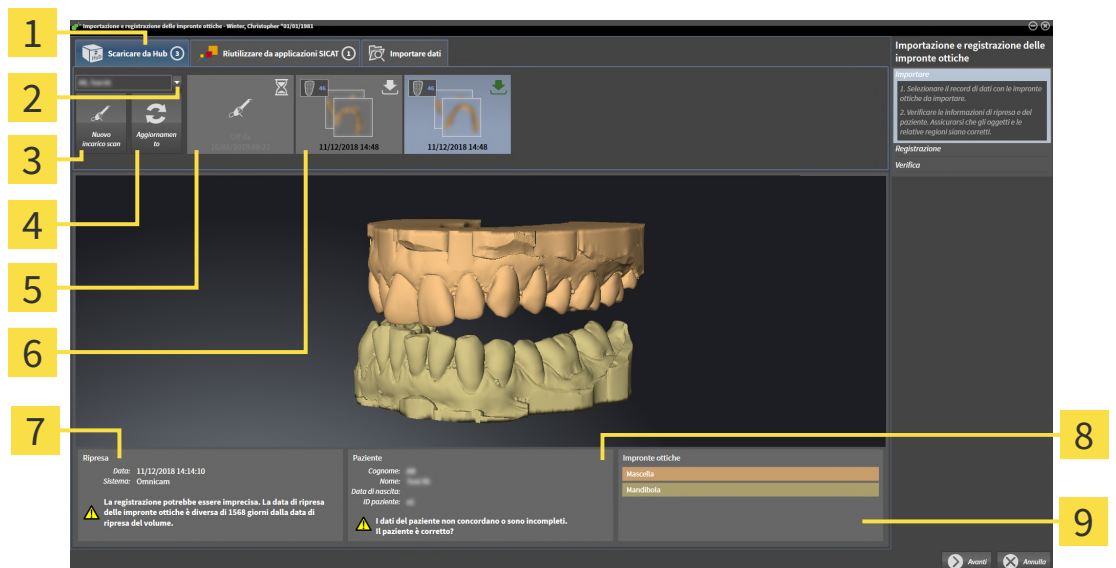 Importazione e registrazione delle impronte ottiche - Winter, Christopher *01/01/1981
1
Scaricare da Hub 3
Riutilizzare da applicazioni SICAT 1
Importare dati
2
3
Nuovo
incarico scan
4
Aggiornamen
to
5
46
11/12/2018 14:48
6
46
11/12/2018 14:48
Importazione e registrazione delle
impronte ottiche
Importare
1. Selezionare il record di dati con le impronte
ottiche da importare.
2. Verificare le informazioni di ripresa e del
paziente. Assicurarsi che gli oggetti e le
relative regioni siano corretti.
Registrazione
Verifica
7
Ripresa
Data: 11/12/2018 14:14:10
Sistema: Omnicam
La registrazione potrebbe essere imprecisa. La data di ripresa
delle impronte ottiche è diversa di 1568 giorni dalla data di
ripresa del volume.
8
Paziente
Cognome:
Nome:
Data di nascita:
ID paziente:
I dati del paziente non concordano o sono incompleti.
Il paziente è corretto?
9
Impronte ottiche
Mascella
Mandibola
Avanti
Annulla